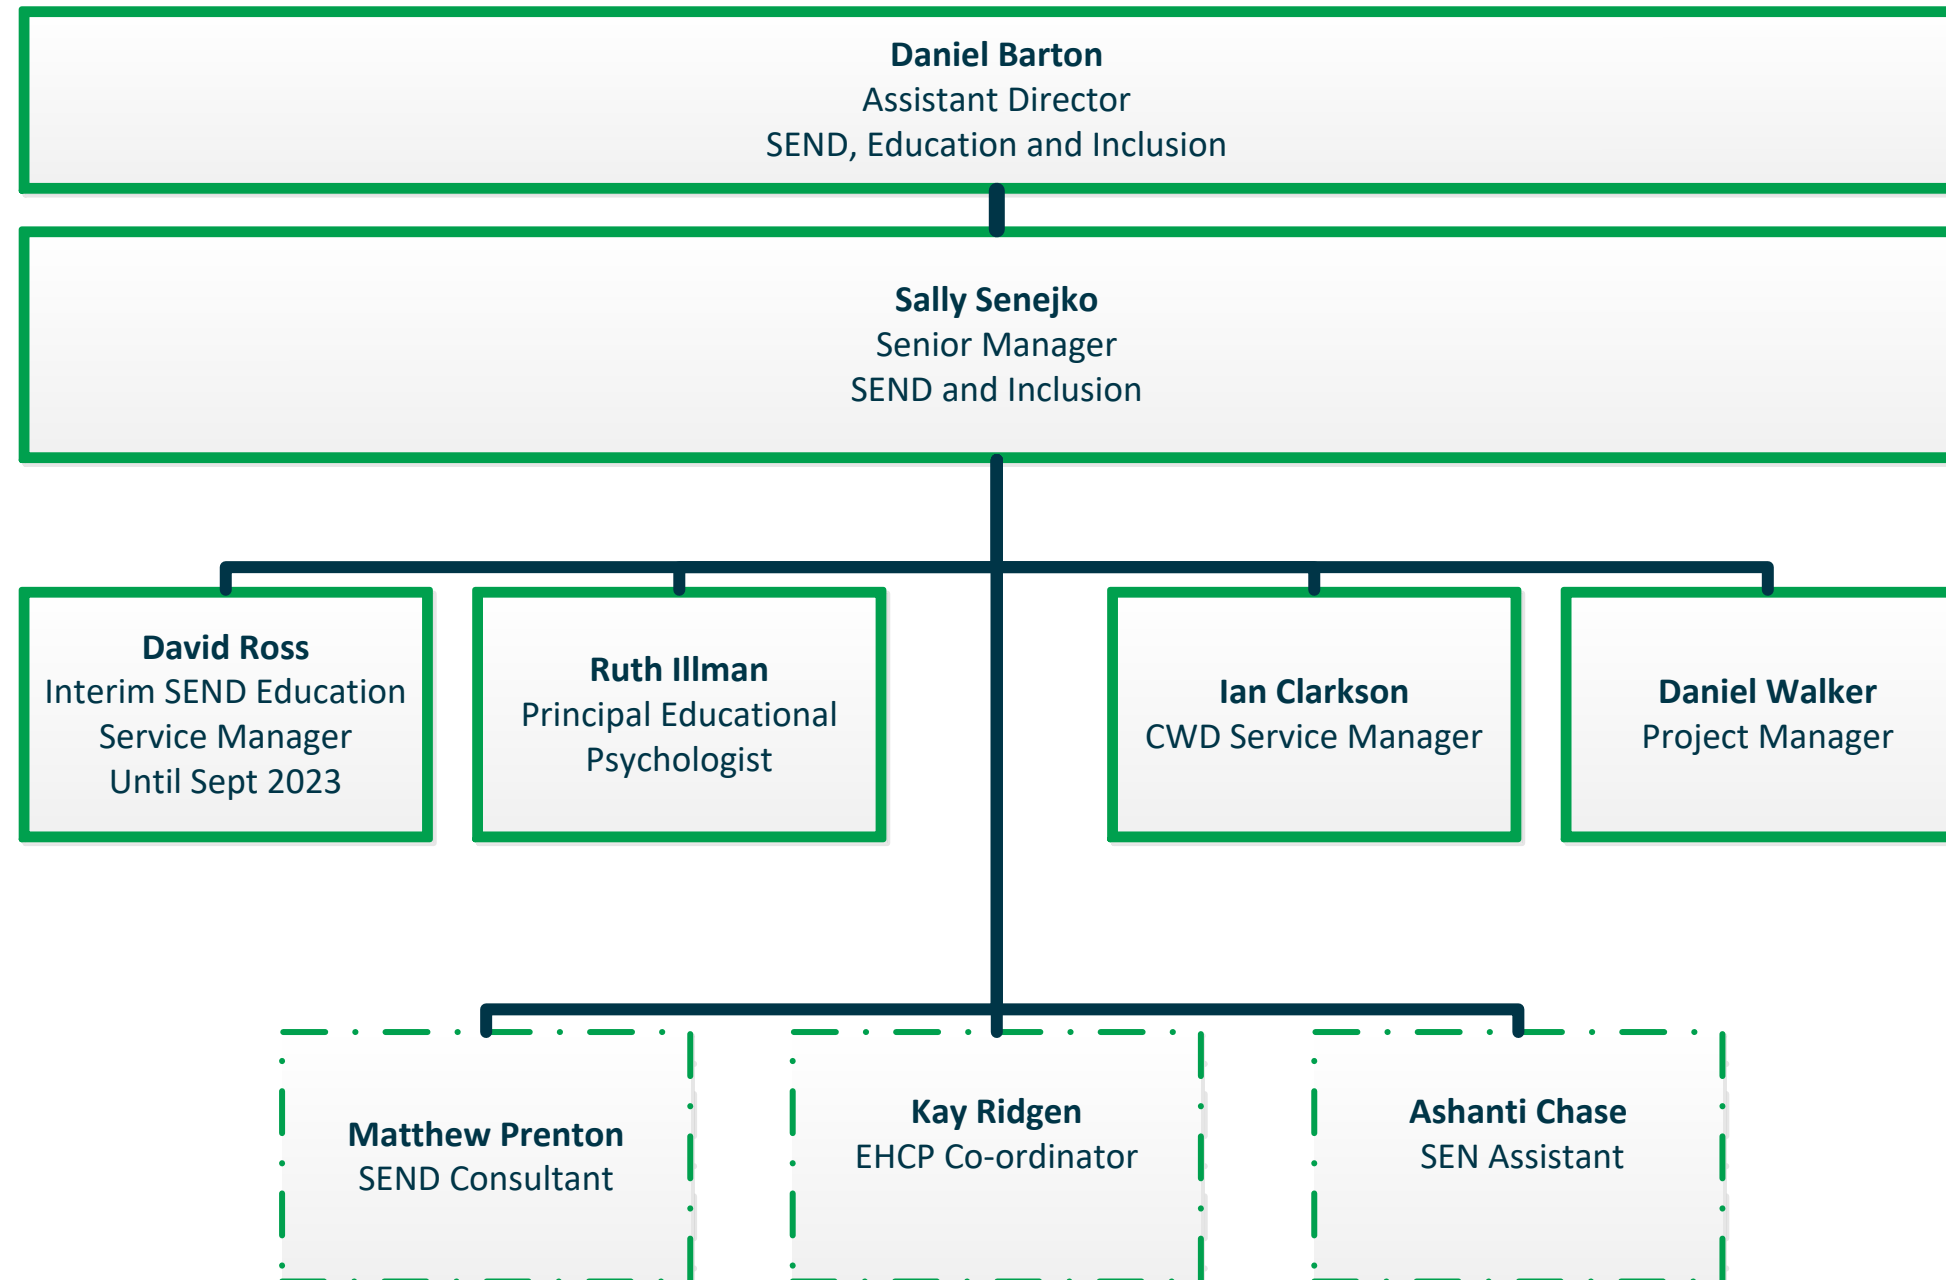 Daniel Barton
Assistant Director
SEND, Education and Inclusion
Sally Senejko
Senior Manager
SEND and Inclusion
David Ross
Interim SEND Education
Service Manager
Until Sept 2023
Ruth Illman
Principal Educational
Psychologist
Ian Clarkson
CWD Service Manager
Daniel Walker
Project Manager
Matthew Prenton
SEND Consultant
Kay Ridgen
EHCP Co-ordinator
Ashanti Chase
SEN Assistant